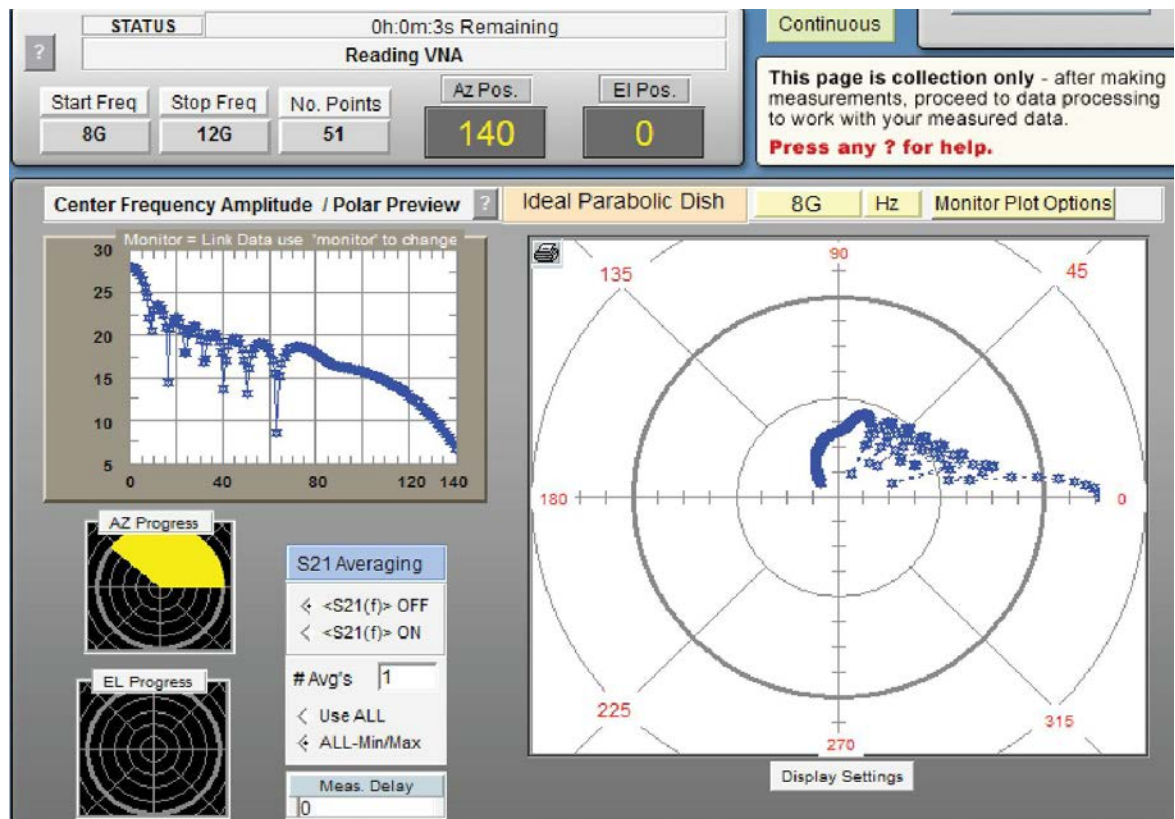 STATUS
0h:0m:3s Remaining
?
Reading VNA
Start Freq
Stop Freq
No. Points
Az Pos.
El Pos.
8G
12G
51
140
0
Continuous
This page is collection only - after making
measurements, proceed to data processing
to work with your measured data.
Press any ? for help.
Center Frequency Amplitude / Polar Preview
?
Ideal Parabolic Dish
8G
Hz
Monitor Plot Options
Monitor = Link Data use 'monitor' to change
30
25
20
15
10
5
0
40
80
120
140
90
135
45
180
0
225
315
270
AZ Progress
EL Progress
S21 Averaging
<S21(f)> OFF
<S21(f)> ON
# Avg's
1
Use ALL
ALL-Min/Max
Meas. Delay
0
Display Settings